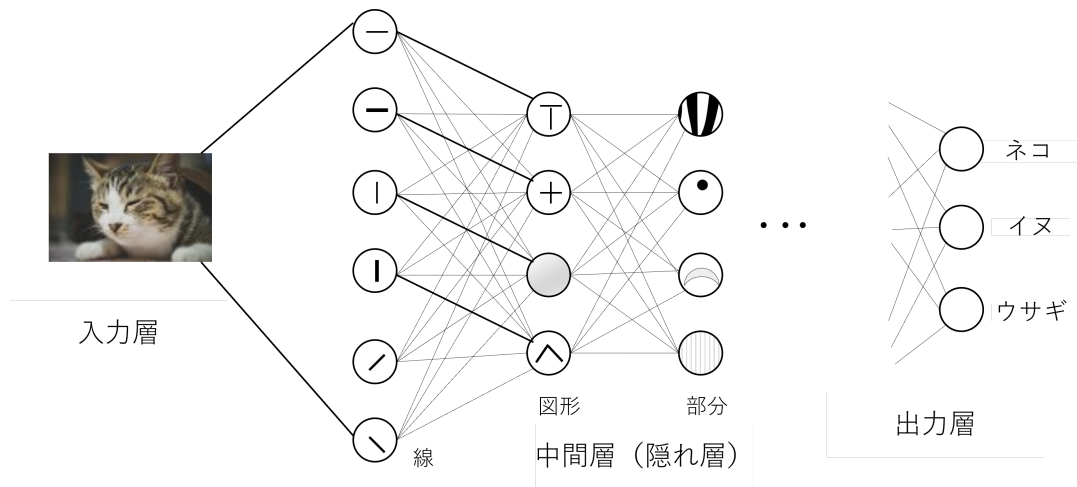 入力層
線
図形
部分
中間層（隠れ層）
・・・
ネコ
イヌ
ウサギ
出力層